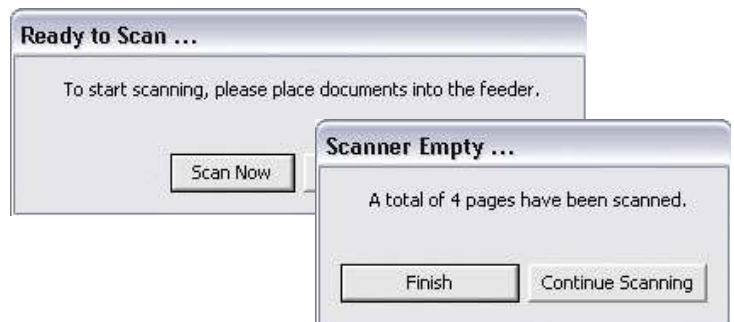 Ready to Scan ...
To start scanning, please place documents into the feeder.
Scan Now
Scanner Empty ...
A total of 4 pages have been scanned.
Finish
Continue Scanning